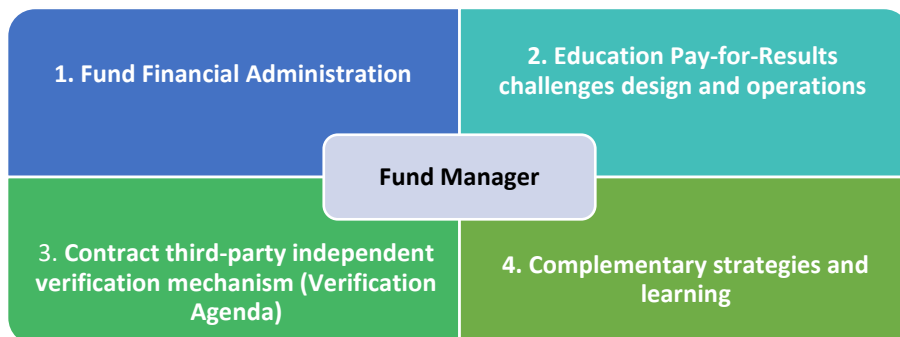 1. Fund Financial Administration
2. Education Pay-for-Results
challenges design and operations
Fund Manager
3. Contract third-party independent
verification mechanism (Verification
Agenda)
4. Complementary strategies and
learning